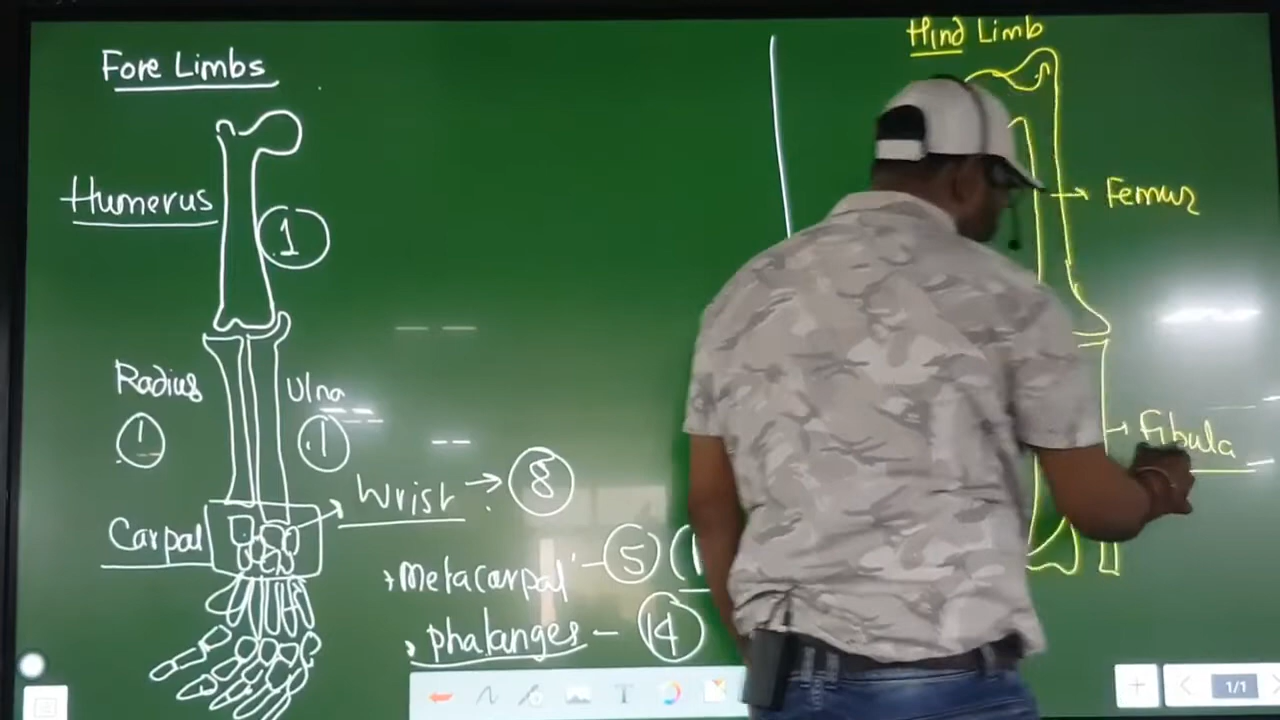 Fore Limbs
Humerus
1
Radius
1
Ulna
1
Carpal
Wrist → 8
metacarpal - 5 (
phalanges - 14
Hind Limb
→ Femur
→ Fibula
T
1/1